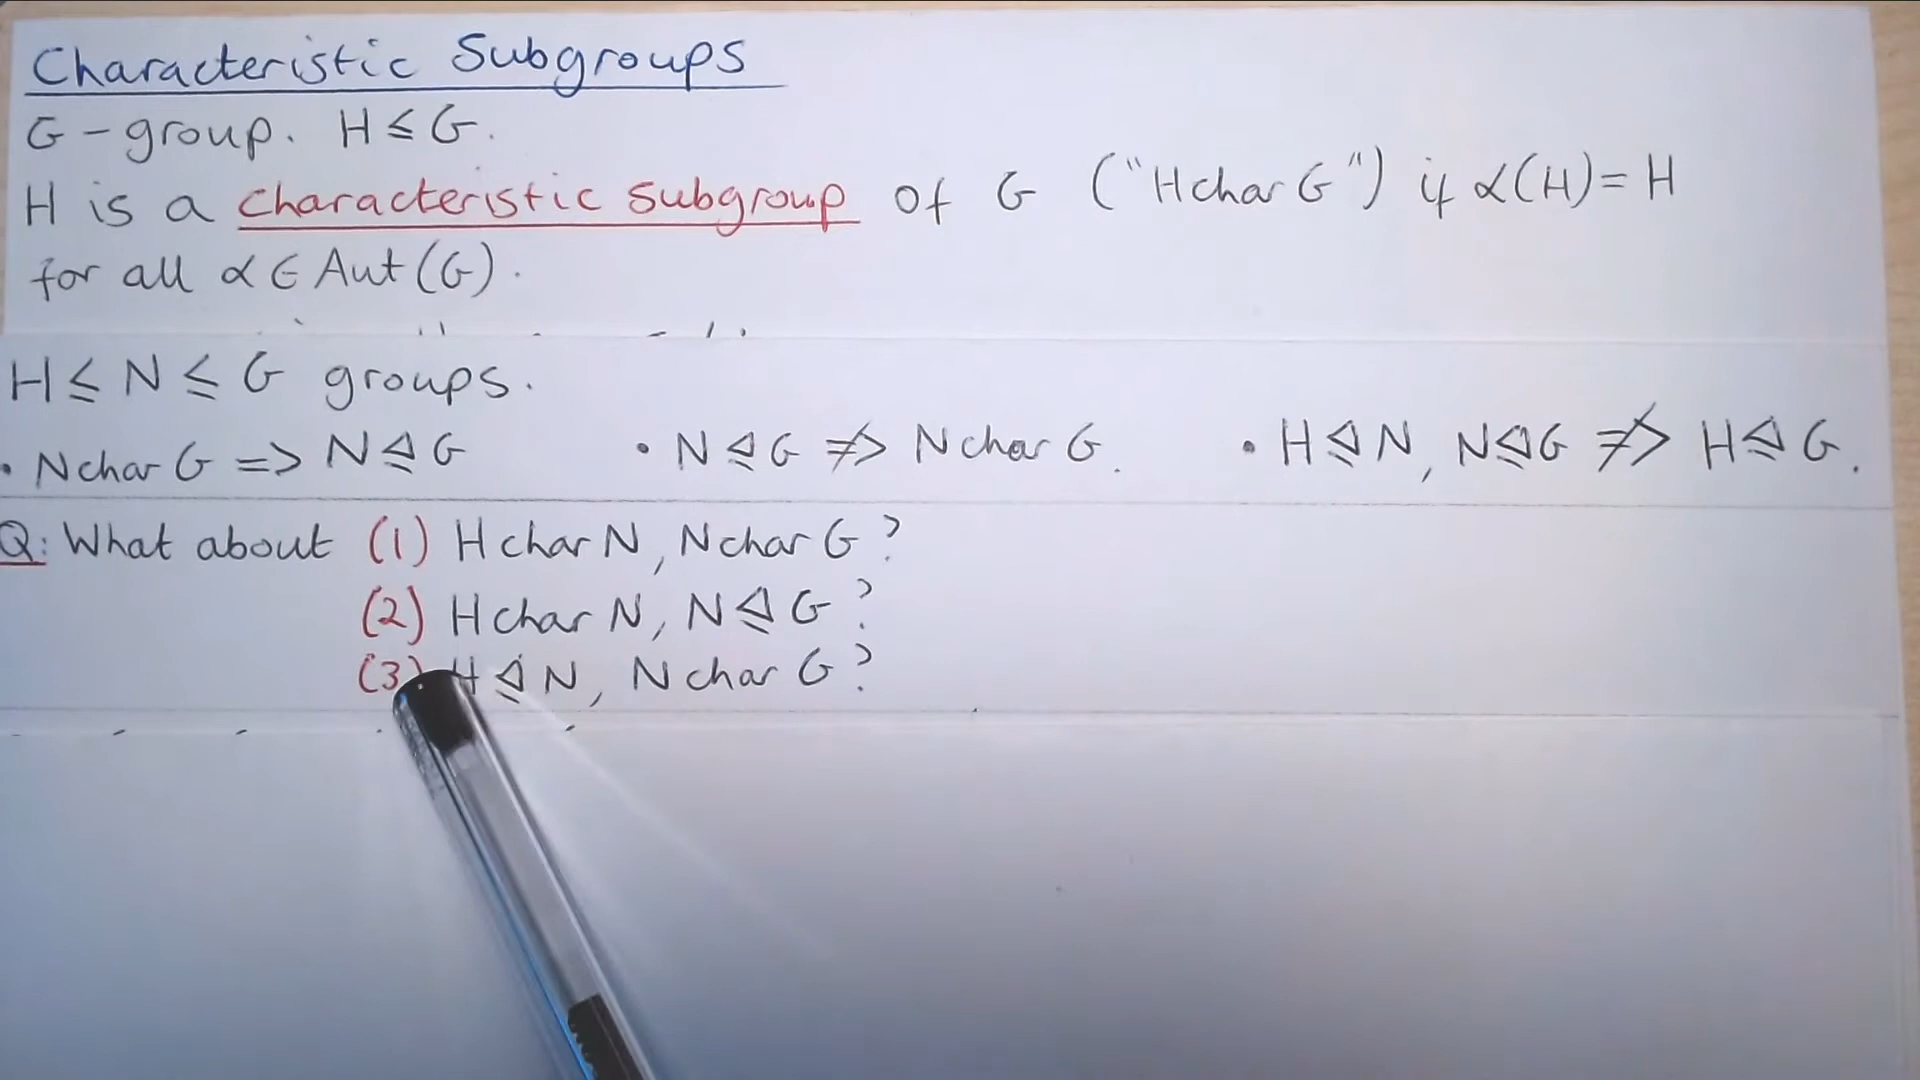 Characteristic Subgroups
G - group. H ≤ G.
H is a characteristic subgroup of G ("H char G") if α(H) = H
for all α ∈ Aut(G).
H ≤ N ≤ G groups.
• N char G => N ⊴ G • N ⊴ G ≠> N char G. • H ⊴ N, N ⊴ G ≠> H ⊴ G.
Q: What about (1) H char N, N char G?
(2) H char N, N ⊴ G?
(3) H ⊴ N, N char G?